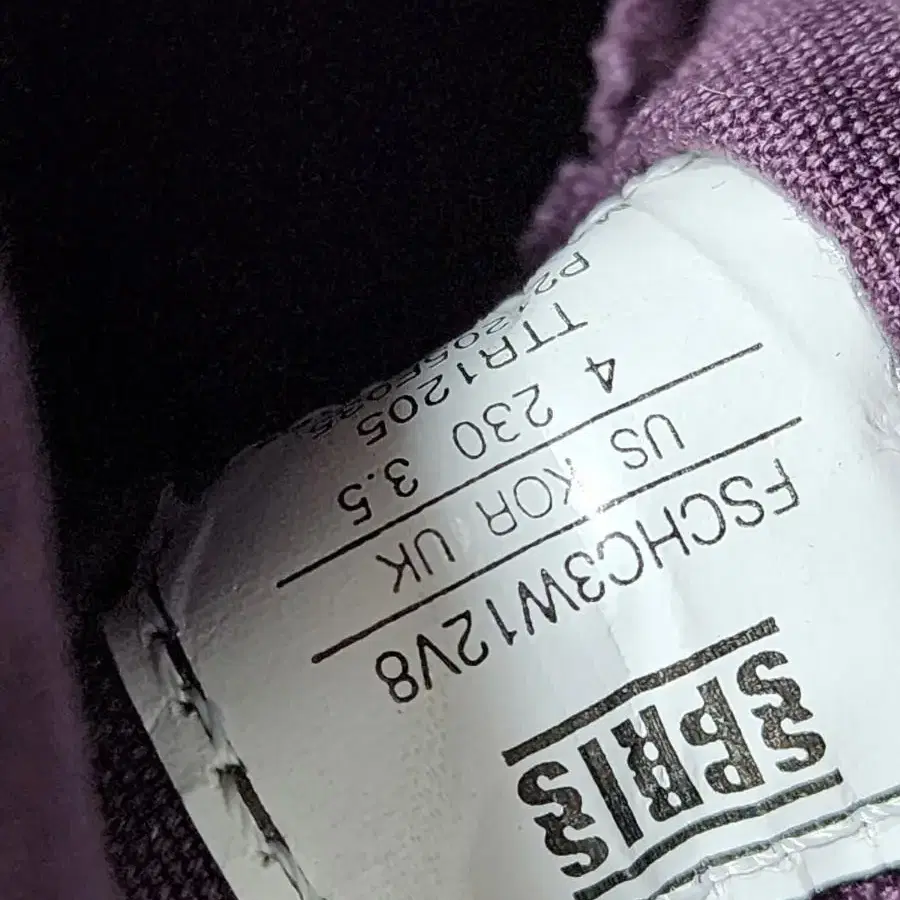 SPRIS
FSCHC3W12V8
US KOR UK
4 230 3.5
TTR1205